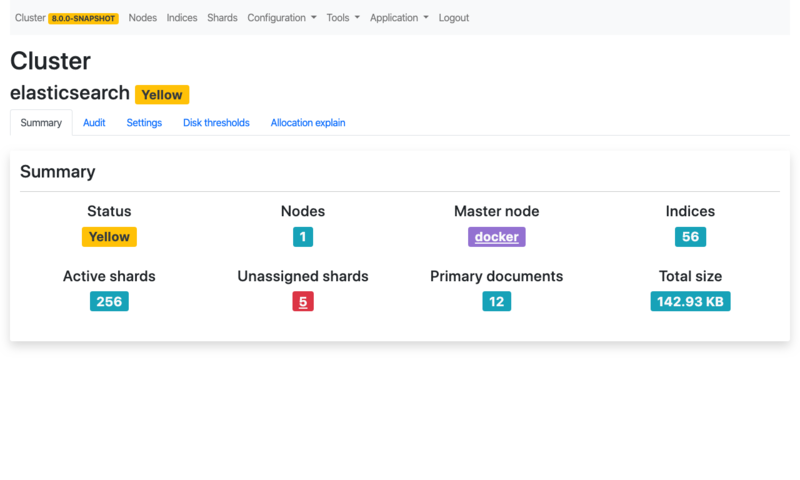 Cluster 8.0.0-SNAPSHOT Nodes Indices Shards Configuration Tools Application Logout
Cluster
elasticsearch Yellow
Summary Audit Settings Disk thresholds Allocation explain
Summary
Status Nodes Master node Indices
Yellow 1 docker 56
Active shards Unassigned shards Primary documents Total size
256 5 12 142.93 KB